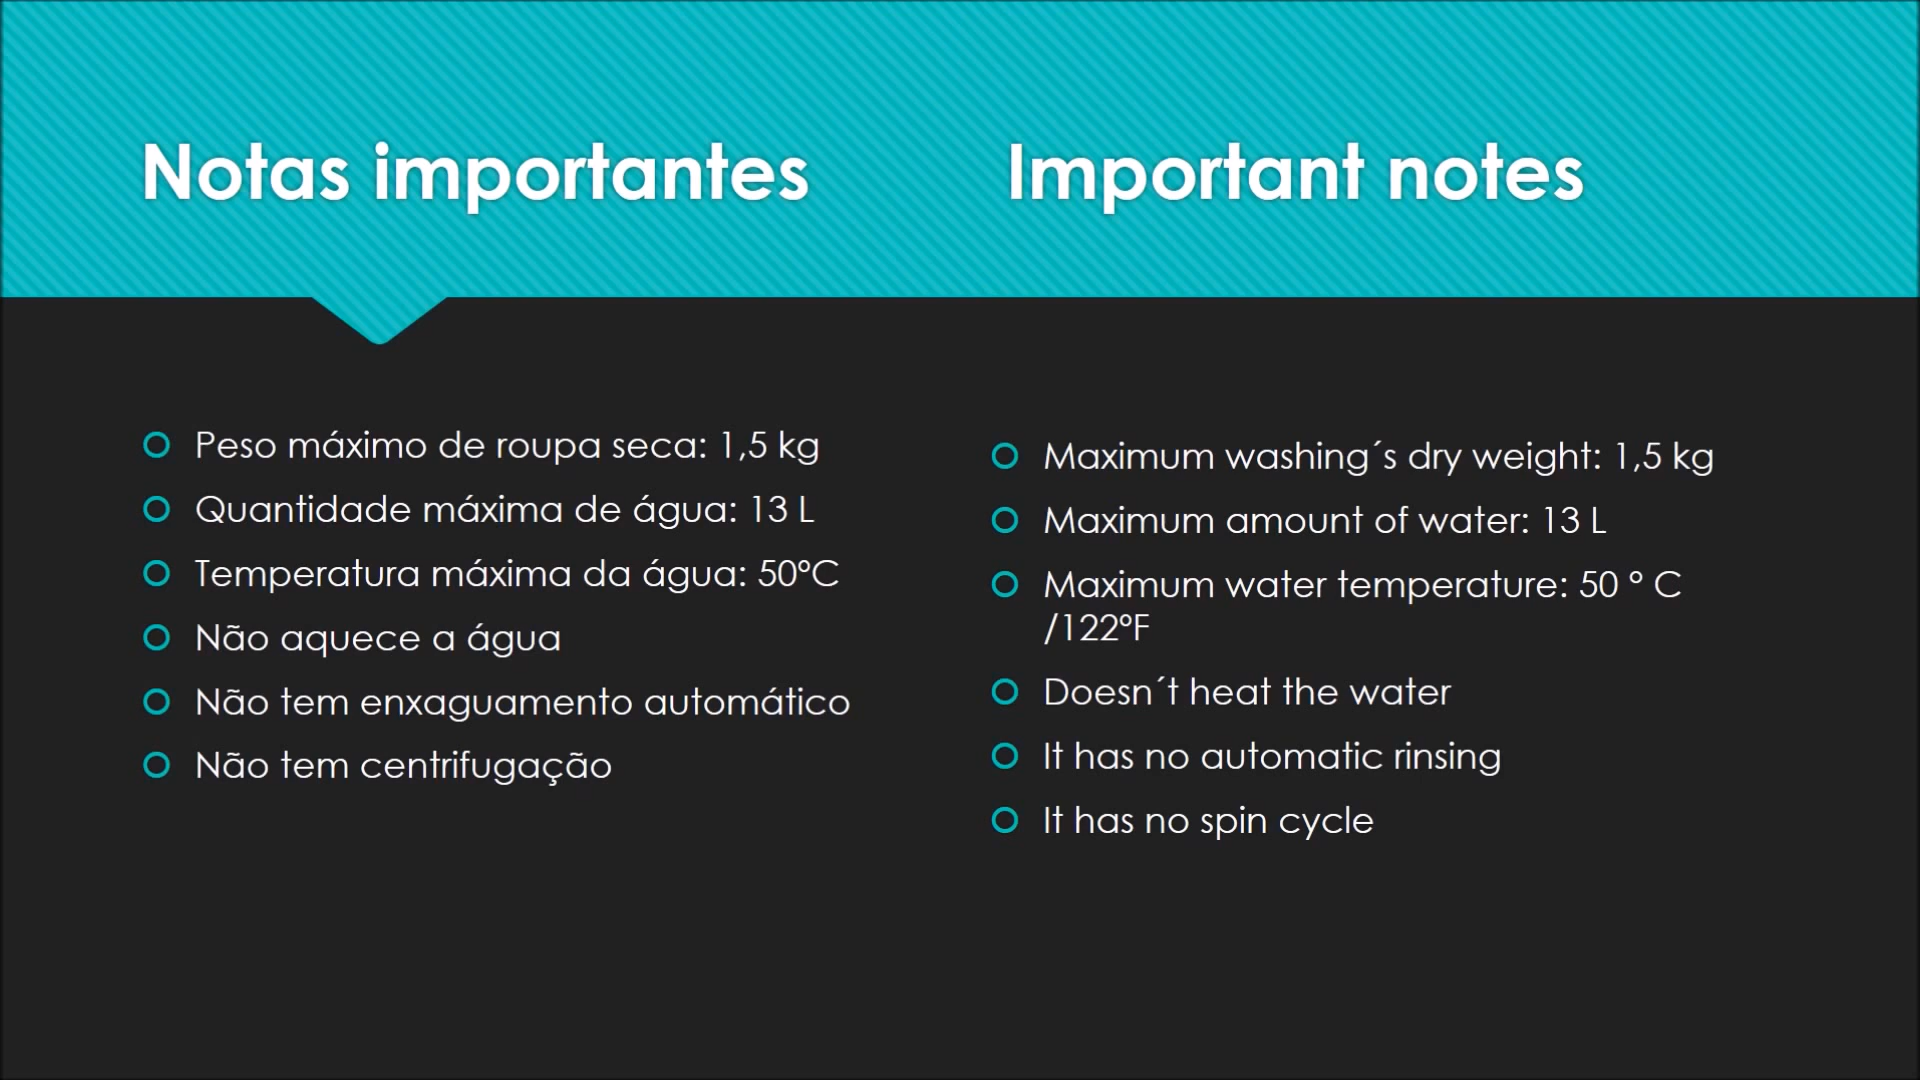 Notas importantes
Peso máximo de roupa seca: 1,5 kg
Quantidade máxima de água: 13 L
Temperatura máxima da água: 50ºC
Não aquece a água
Não tem enxaguamento automático
Não tem centrifugação
Important notes
Maximum washing´s dry weight: 1,5 kg
Maximum amount of water: 13 L
Maximum water temperature: 50 ° C
/122ºF
Doesn´t heat the water
It has no automatic rinsing
It has no spin cycle